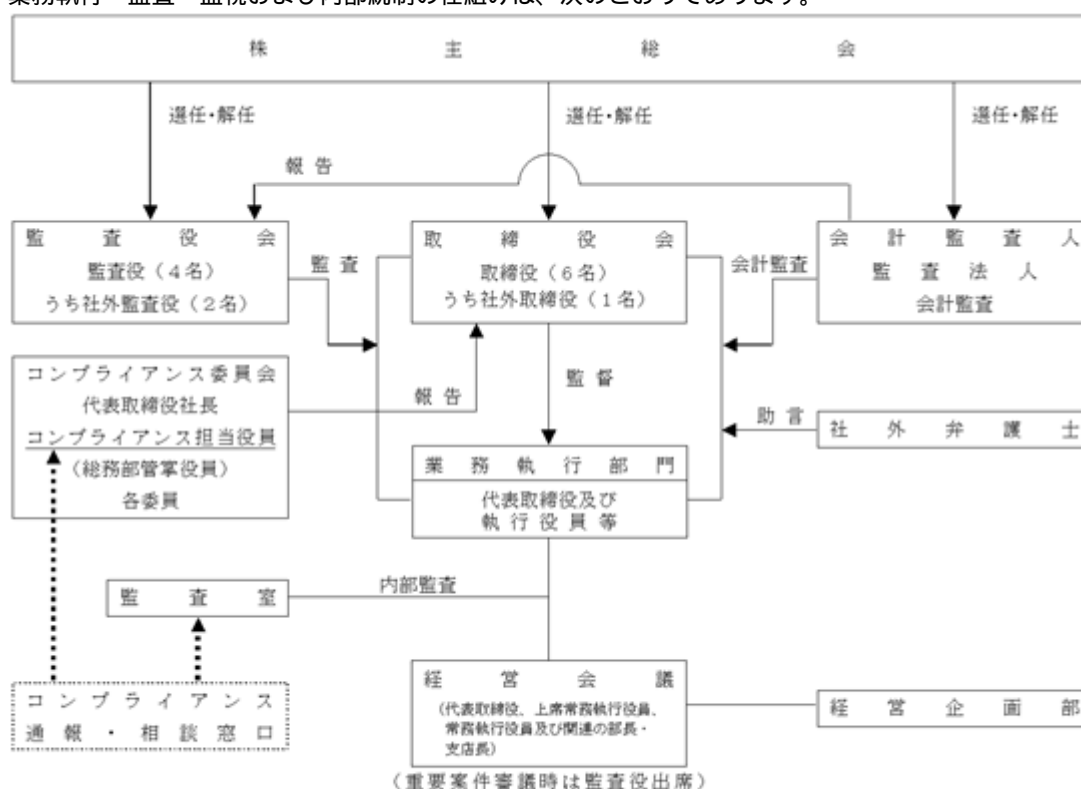 業務執行・監査・監視および内部統制の仕組みは、次のとおりであります。
株主総会
選任・解任
選任・解任
選任・解任
報告
監査役会
監査役（4名）
うち社外監査役（2名）
監査
取締役会
取締役（6名）
うち社外取締役（1名）
会計監査
会計監査人
監査法人
会計監査
コンプライアンス委員会
代表取締役社長
コンプライアンス担当役員
（総務部管掌役員）
各委員
報告
監督
助言
社外弁護士
業務執行部門
代表取締役及び
執行役員等
監査室
内部監査
コンプライアンス
通報・相談窓口
経営会議
（代表取締役、上席常務執行役員、
常務執行役員及び関連の部長・
支店長）
経営企画部
（重要案件審議時は監査役出席）